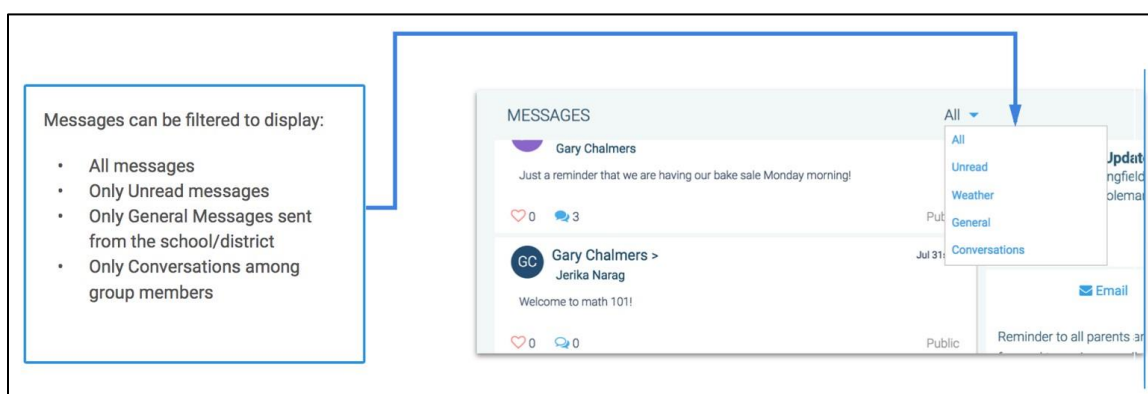 Messages can be filtered to display:
• All messages
• Only Unread messages
• Only General Messages sent
from the school/district
• Only Conversations among
group members
MESSAGES
All
All
Unread
Weather
General
Conversations
Gary Chalmers
Just a reminder that we are having our bake sale Monday morning!
0 3
GC
Gary Chalmers >
Jul 31
Jerika Narag
Welcome to math 101!
0 0
Public
Email
Reminder to all parents